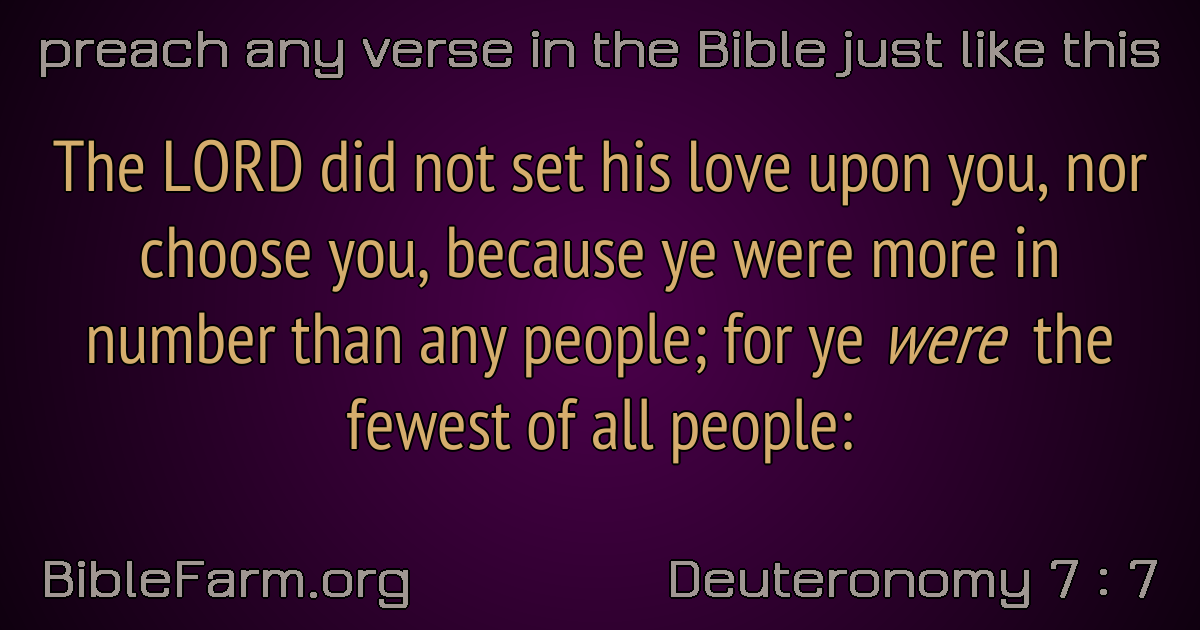 preach any verse in the Bible just like this
The LORD did not set his love upon you, nor
choose you, because ye were more in
number than any people; for ye were the
fewest of all people:
BibleFarm.org
Deuteronomy 7 : 7